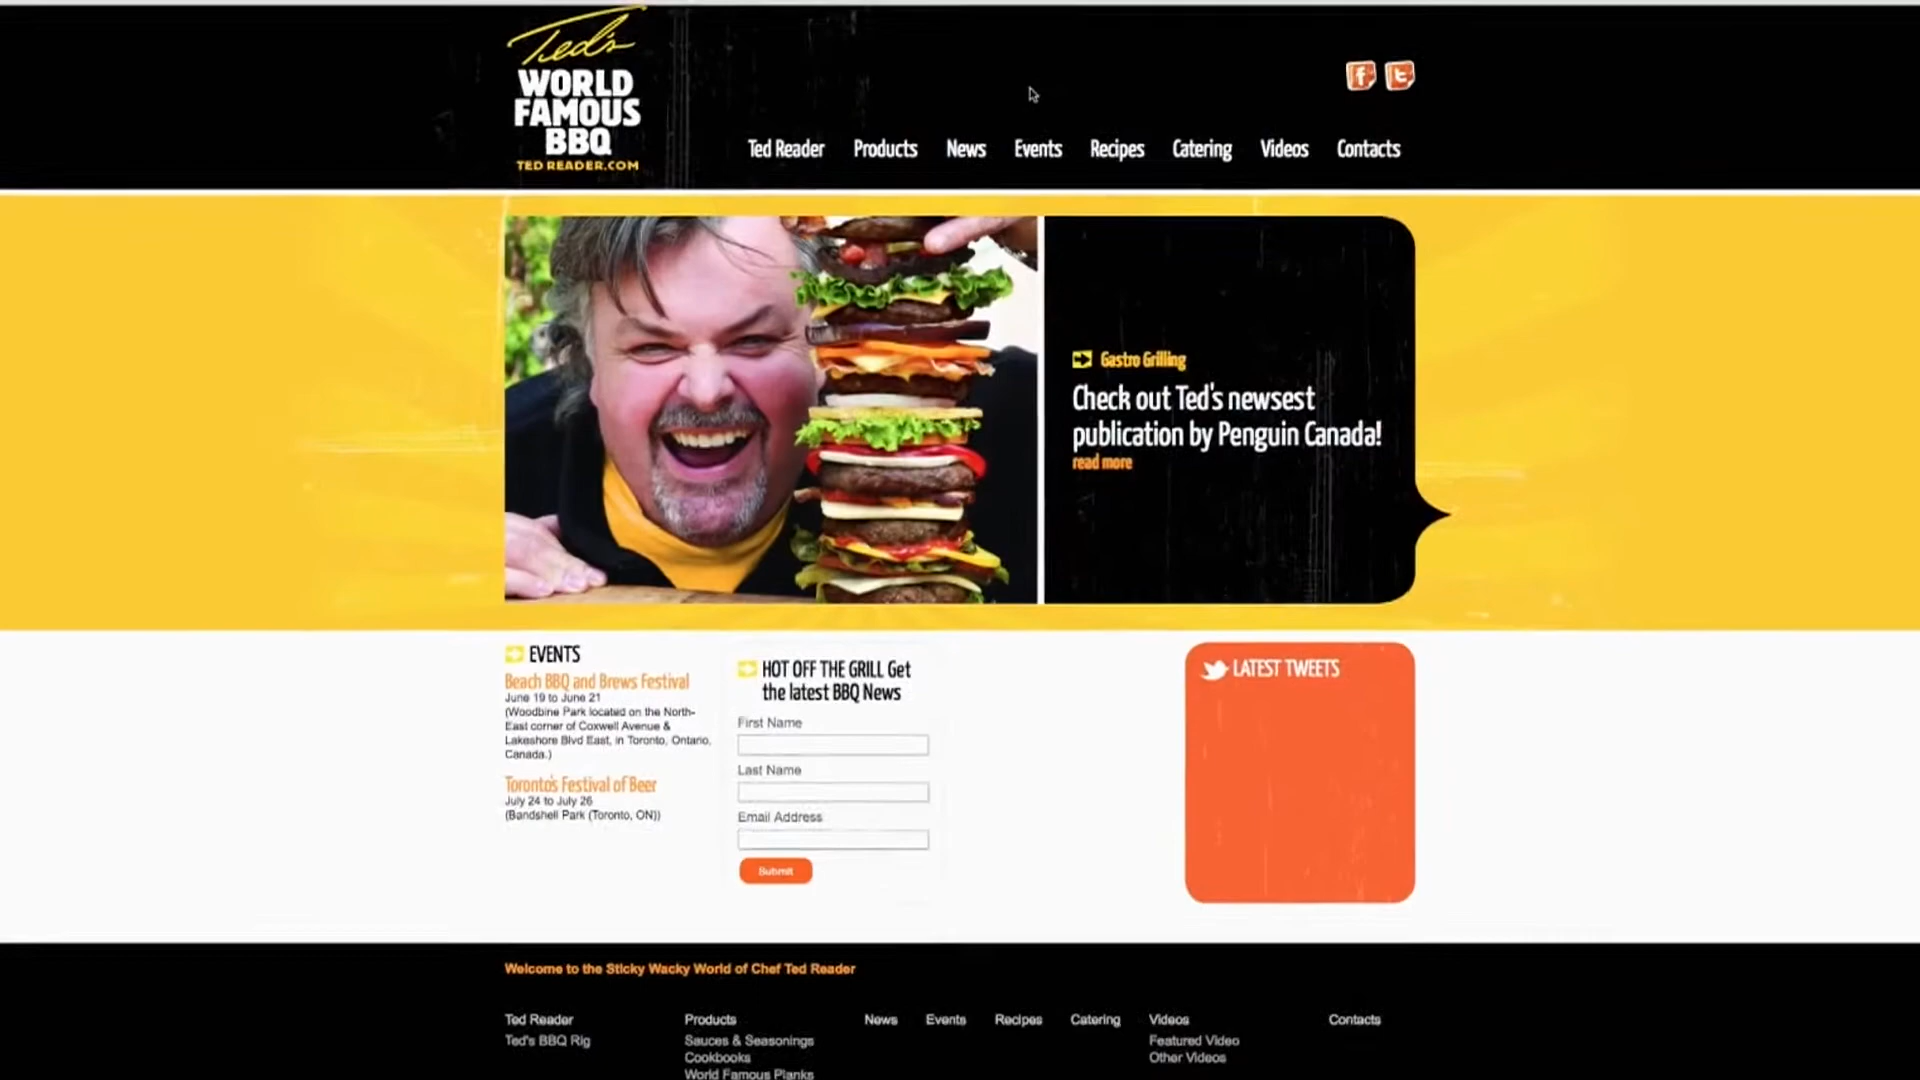 Ted's
WORLD
FAMOUS
BBQ
TED READER.COM
Ted Reader
Products
News
Events
Recipes
Catering
Videos
Contacts
Gastro Grilling
Check out Ted's newsest
publication by Penguin Canada!
read more
EVENTS
Beach BBQ and Brews Festival
June 19 to June 21
(Woodbine Park located on the North-
East corner of Coxwell Avenue &
Lakeshore Blvd East, in Toronto, Ontario,
Canada.)
Toronto's Festival of Beer
July 24 to July 26
(Bandshell Park (Toronto, ON))
HOT OFF THE GRILL Get
the latest BBQ News
First Name
Last Name
Email Address
Submit
LATEST TWEETS
Welcome to the Sticky Wacky World of Chef Ted Reader
Ted Reader
Ted's BBQ Rig
Products
Sauces & Seasonings
Cookbooks
World Famous Planks
News
Events
Recipes
Catering
Videos
Featured Video
Other Videos
Contacts